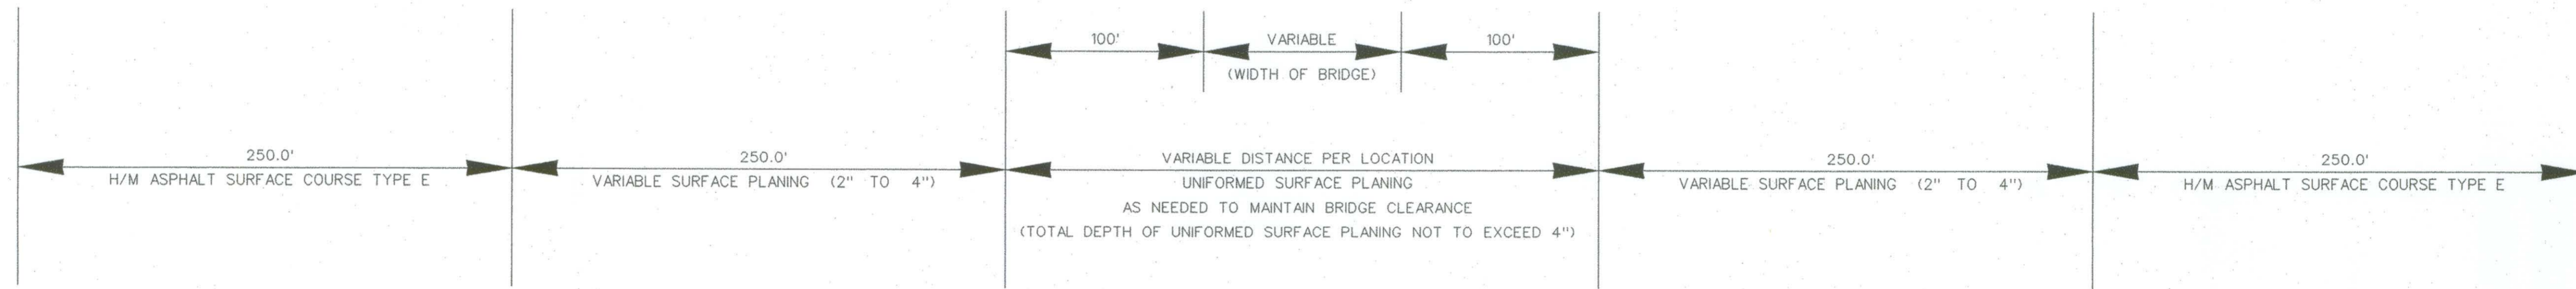 100'
VARIABLE
100'
(WIDTH OF BRIDGE)
250.0'
H/M ASPHALT SURFACE COURSE TYPE E
250.0'
VARIABLE SURFACE PLANING (2" TO 4")
VARIABLE DISTANCE PER LOCATION
UNIFORMED SURFACE PLANING
AS NEEDED TO MAINTAIN BRIDGE CLEARANCE
(TOTAL DEPTH OF UNIFORMED SURFACE PLANING NOT TO EXCEED 4")
250.0'
VARIABLE SURFACE PLANING (2" TO 4")
250.0'
H/M ASPHALT SURFACE COURSE TYPE E